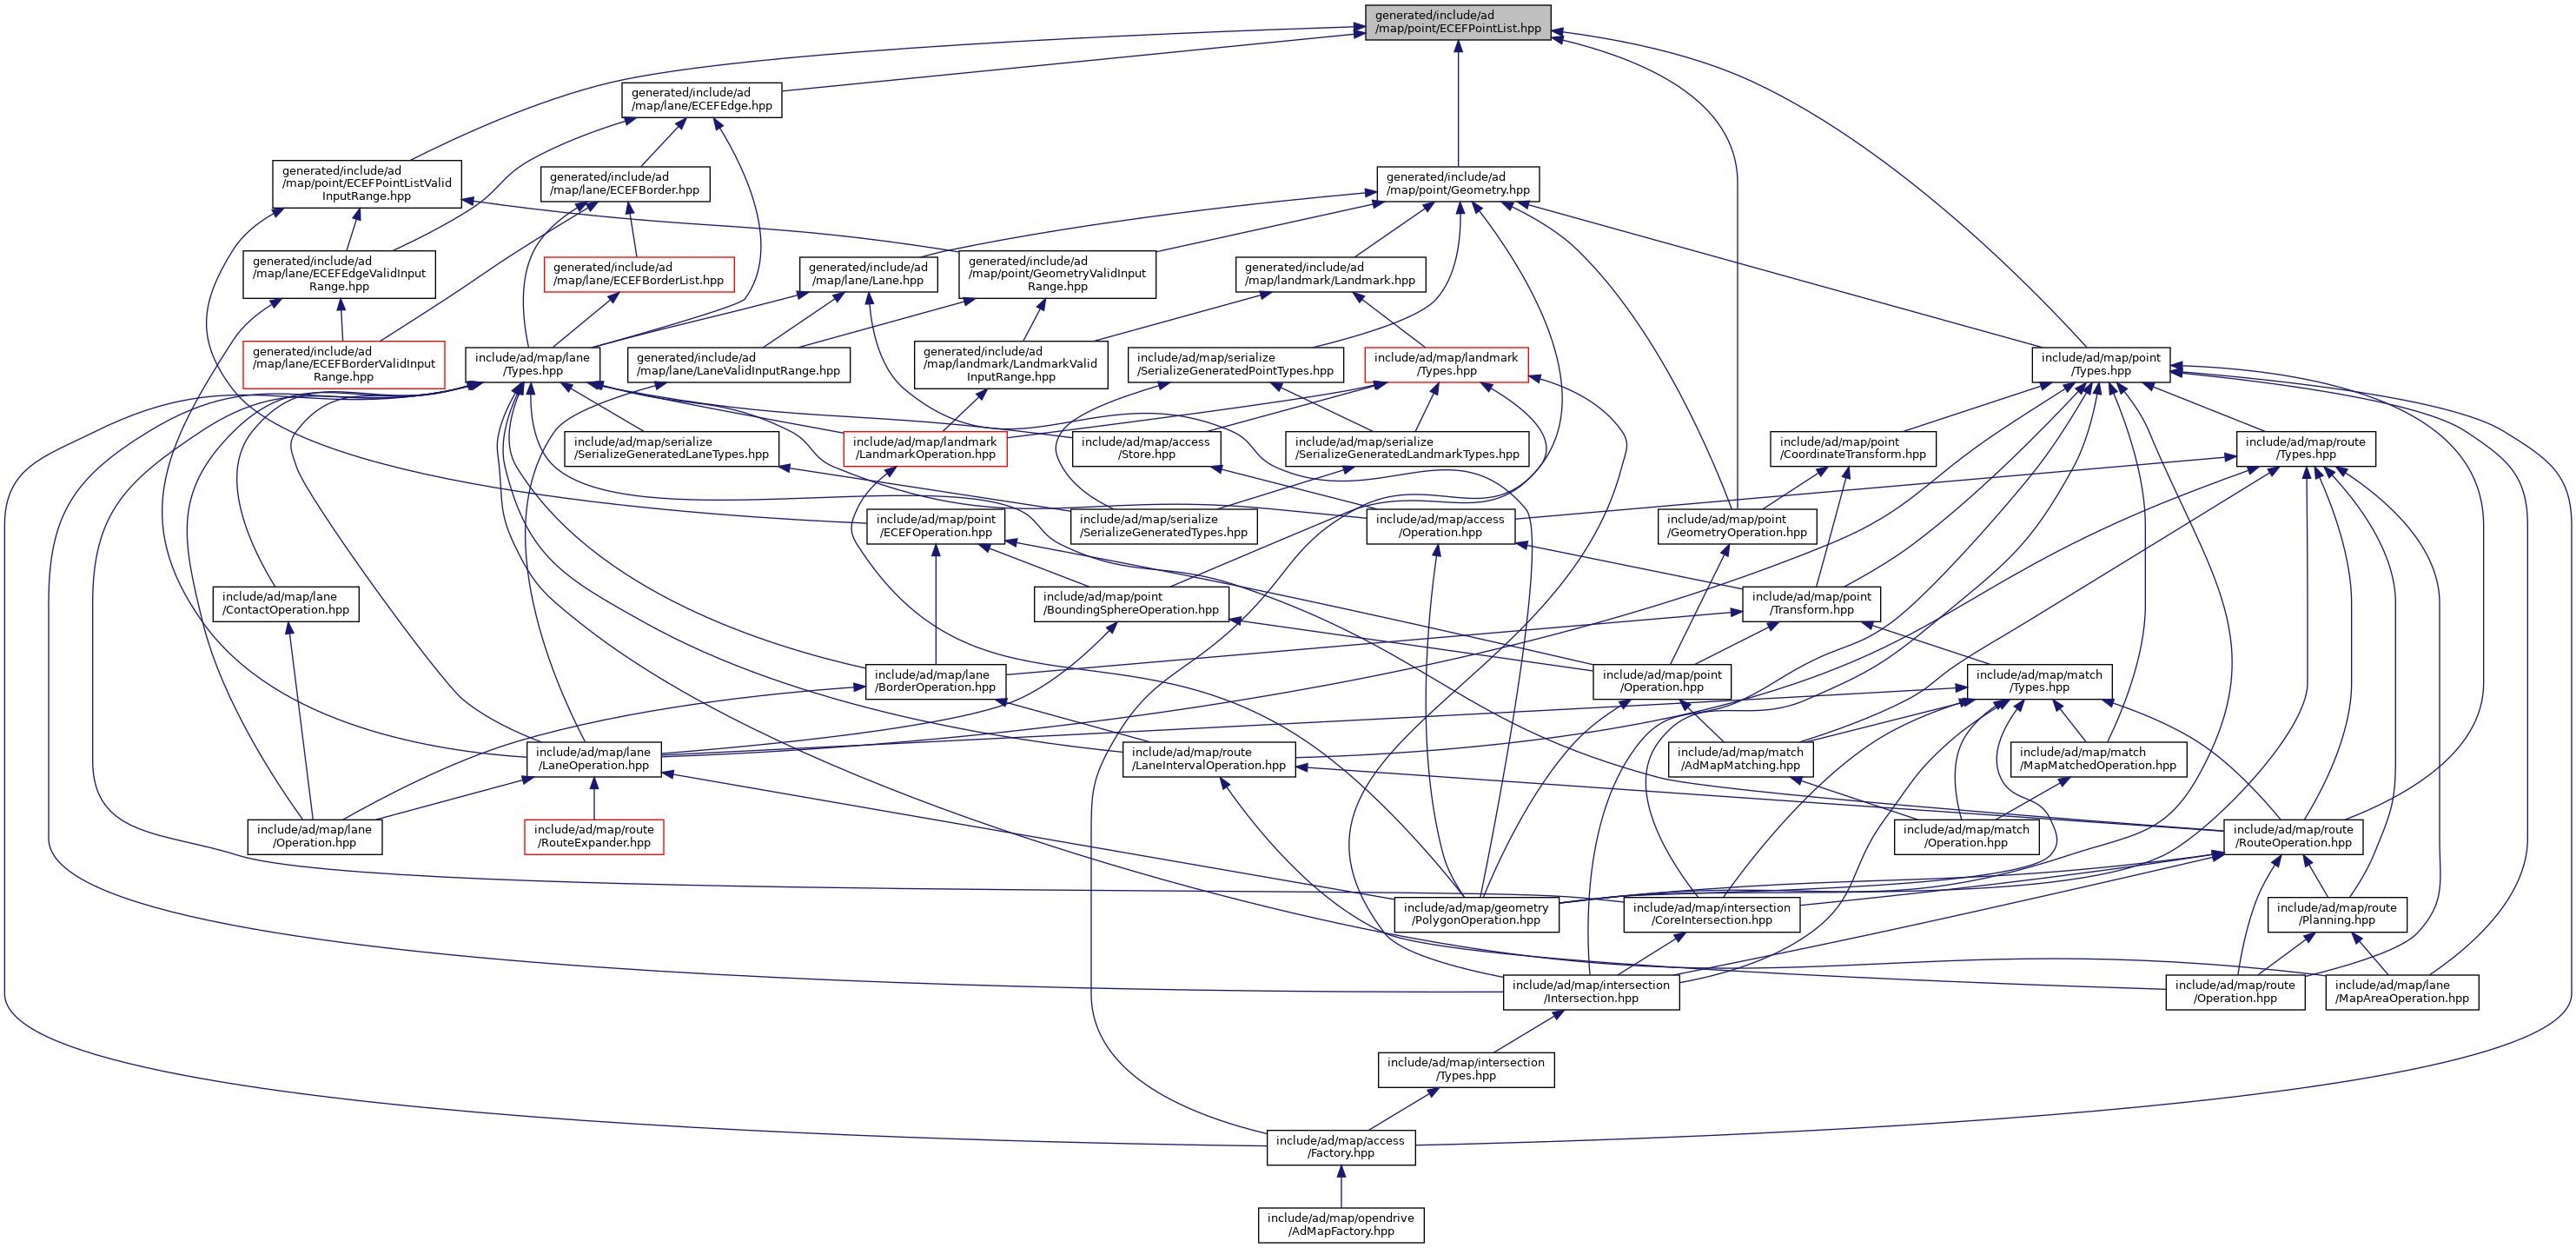 generated/include/ad
/map/point/ECEFPointList.hpp
generated/include/ad
/map/lane/ECEFEdge.hpp
generated/include/ad
/map/point/ECEFPointListValid
InputRange.hpp
generated/include/ad
/map/lane/ECEFBorder.hpp
generated/include/ad
/map/point/Geometry.hpp
generated/include/ad
/map/lane/ECEFEdgeValidInput
Range.hpp
generated/include/ad
/map/lane/ECEFBorderList.hpp
generated/include/ad
/map/lane/Lane.hpp
generated/include/ad
/map/point/GeometryValidInput
Range.hpp
generated/include/ad
/map/landmark/Landmark.hpp
generated/include/ad
/map/lane/ECEFBorderValidInput
Range.hpp
include/ad/map/lane
/Types.hpp
generated/include/ad
/map/lane/LaneValidInputRange.hpp
generated/include/ad
/map/landmark/LandmarkValid
InputRange.hpp
include/ad/map/serialize
/SerializeGeneratedPointTypes.hpp
include/ad/map/landmark
/Types.hpp
include/ad/map/point
/Types.hpp
include/ad/map/serialize
/SerializeGeneratedLaneTypes.hpp
include/ad/map/landmark
/LandmarkOperation.hpp
include/ad/map/access
/Store.hpp
include/ad/map/serialize
/SerializeGeneratedLandmarkTypes.hpp
include/ad/map/point
/CoordinateTransform.hpp
include/ad/map/route
/Types.hpp
include/ad/map/point
/ECEFOperation.hpp
include/ad/map/serialize
/SerializeGeneratedTypes.hpp
include/ad/map/access
/Operation.hpp
include/ad/map/point
/GeometryOperation.hpp
include/ad/map/lane
/ContactOperation.hpp
include/ad/map/point
/BoundingSphereOperation.hpp
include/ad/map/point
/Transform.hpp
include/ad/map/lane
/BorderOperation.hpp
include/ad/map/point
/Operation.hpp
include/ad/map/match
/Types.hpp
include/ad/map/lane
/LaneOperation.hpp
include/ad/map/route
/LaneIntervalOperation.hpp
include/ad/map/match
/AdMapMatching.hpp
include/ad/map/match
/MapMatchedOperation.hpp
include/ad/map/lane
/Operation.hpp
include/ad/map/route
/RouteExpander.hpp
include/ad/map/match
/Operation.hpp
include/ad/map/route
/RouteOperation.hpp
include/ad/map/geometry
/PolygonOperation.hpp
include/ad/map/intersection
/CoreIntersection.hpp
include/ad/map/route
/Planning.hpp
include/ad/map/intersection
/Intersection.hpp
include/ad/map/route
/Operation.hpp
include/ad/map/lane
/MapAreaOperation.hpp
include/ad/map/intersection
/Types.hpp
include/ad/map/access
/Factory.hpp
include/ad/map/opendrive
/AdMapFactory.hpp